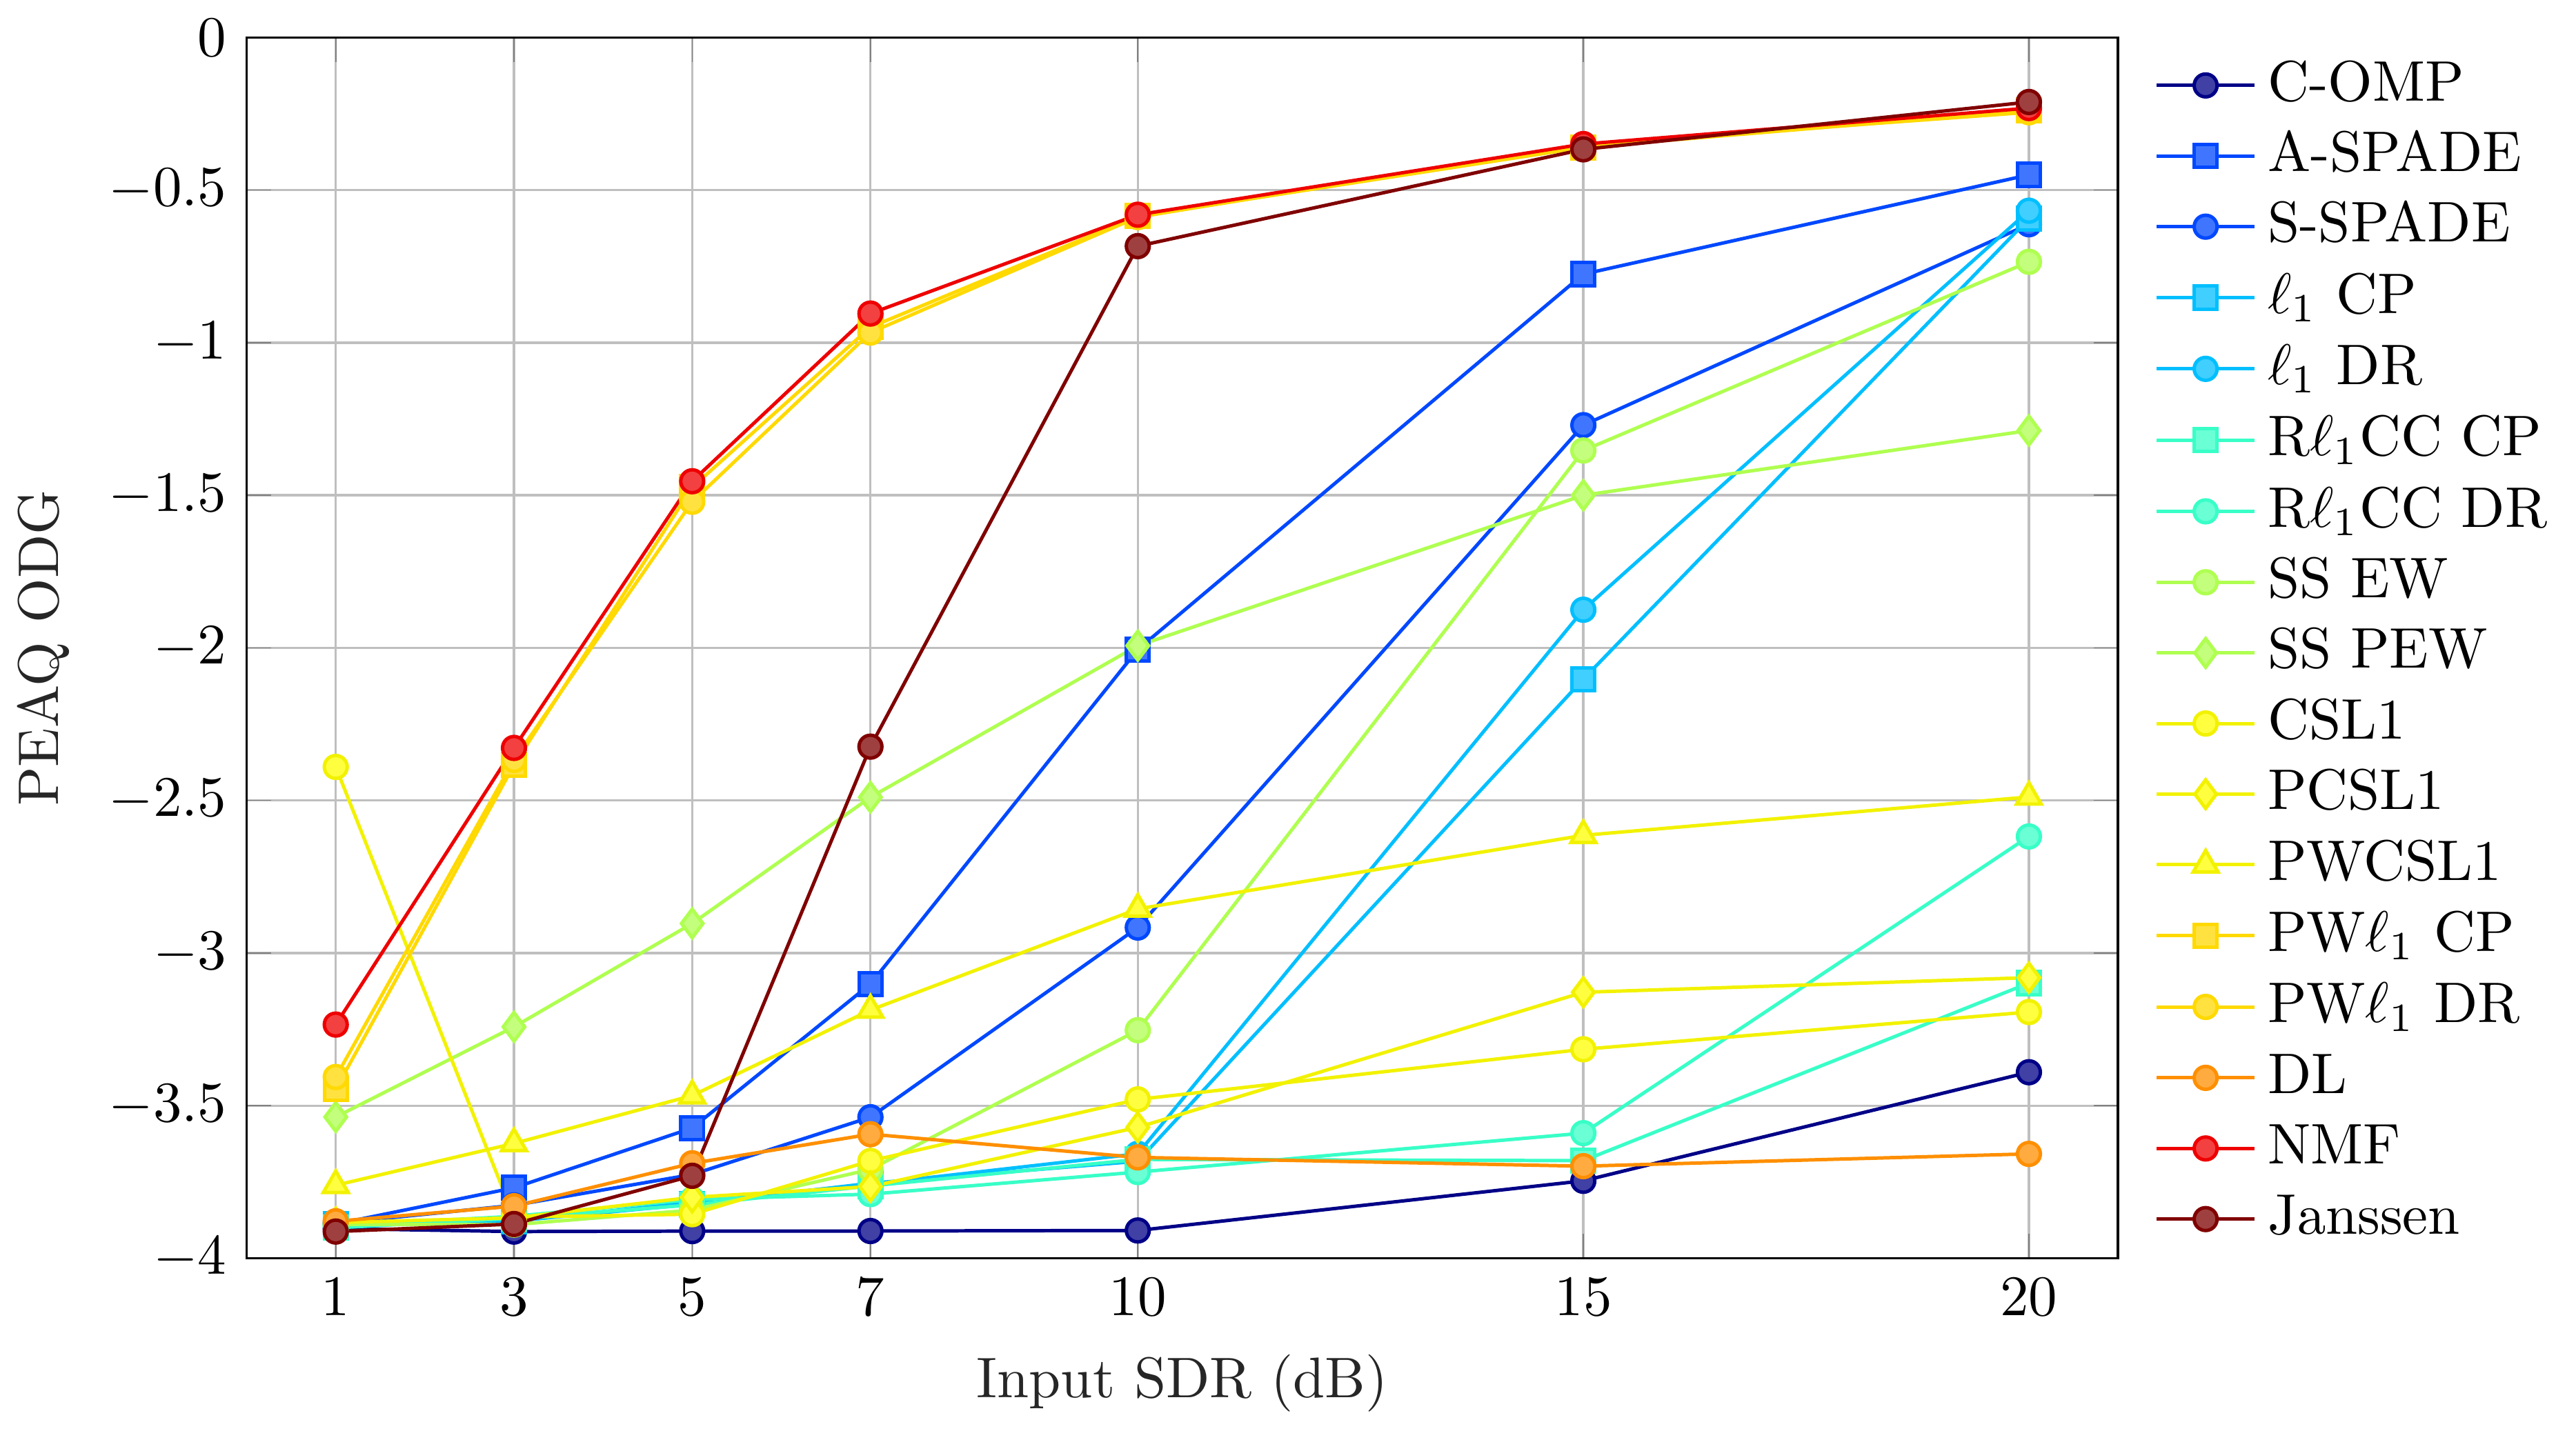 0
−0.5
−1
−1.5
−2
−2.5
−3
−3.5
−4
PEAQ ODG
1 3 5 7 10 15 20
Input SDR (dB)
C-OMP
A-SPADE
S-SPADE
ℓ₁ CP
ℓ₁ DR
Rℓ₁CC CP
Rℓ₁CC DR
SS EW
SS PEW
CSL1
PCSL1
PWCSL1
PWℓ₁ CP
PWℓ₁ DR
DL
NMF
Janssen